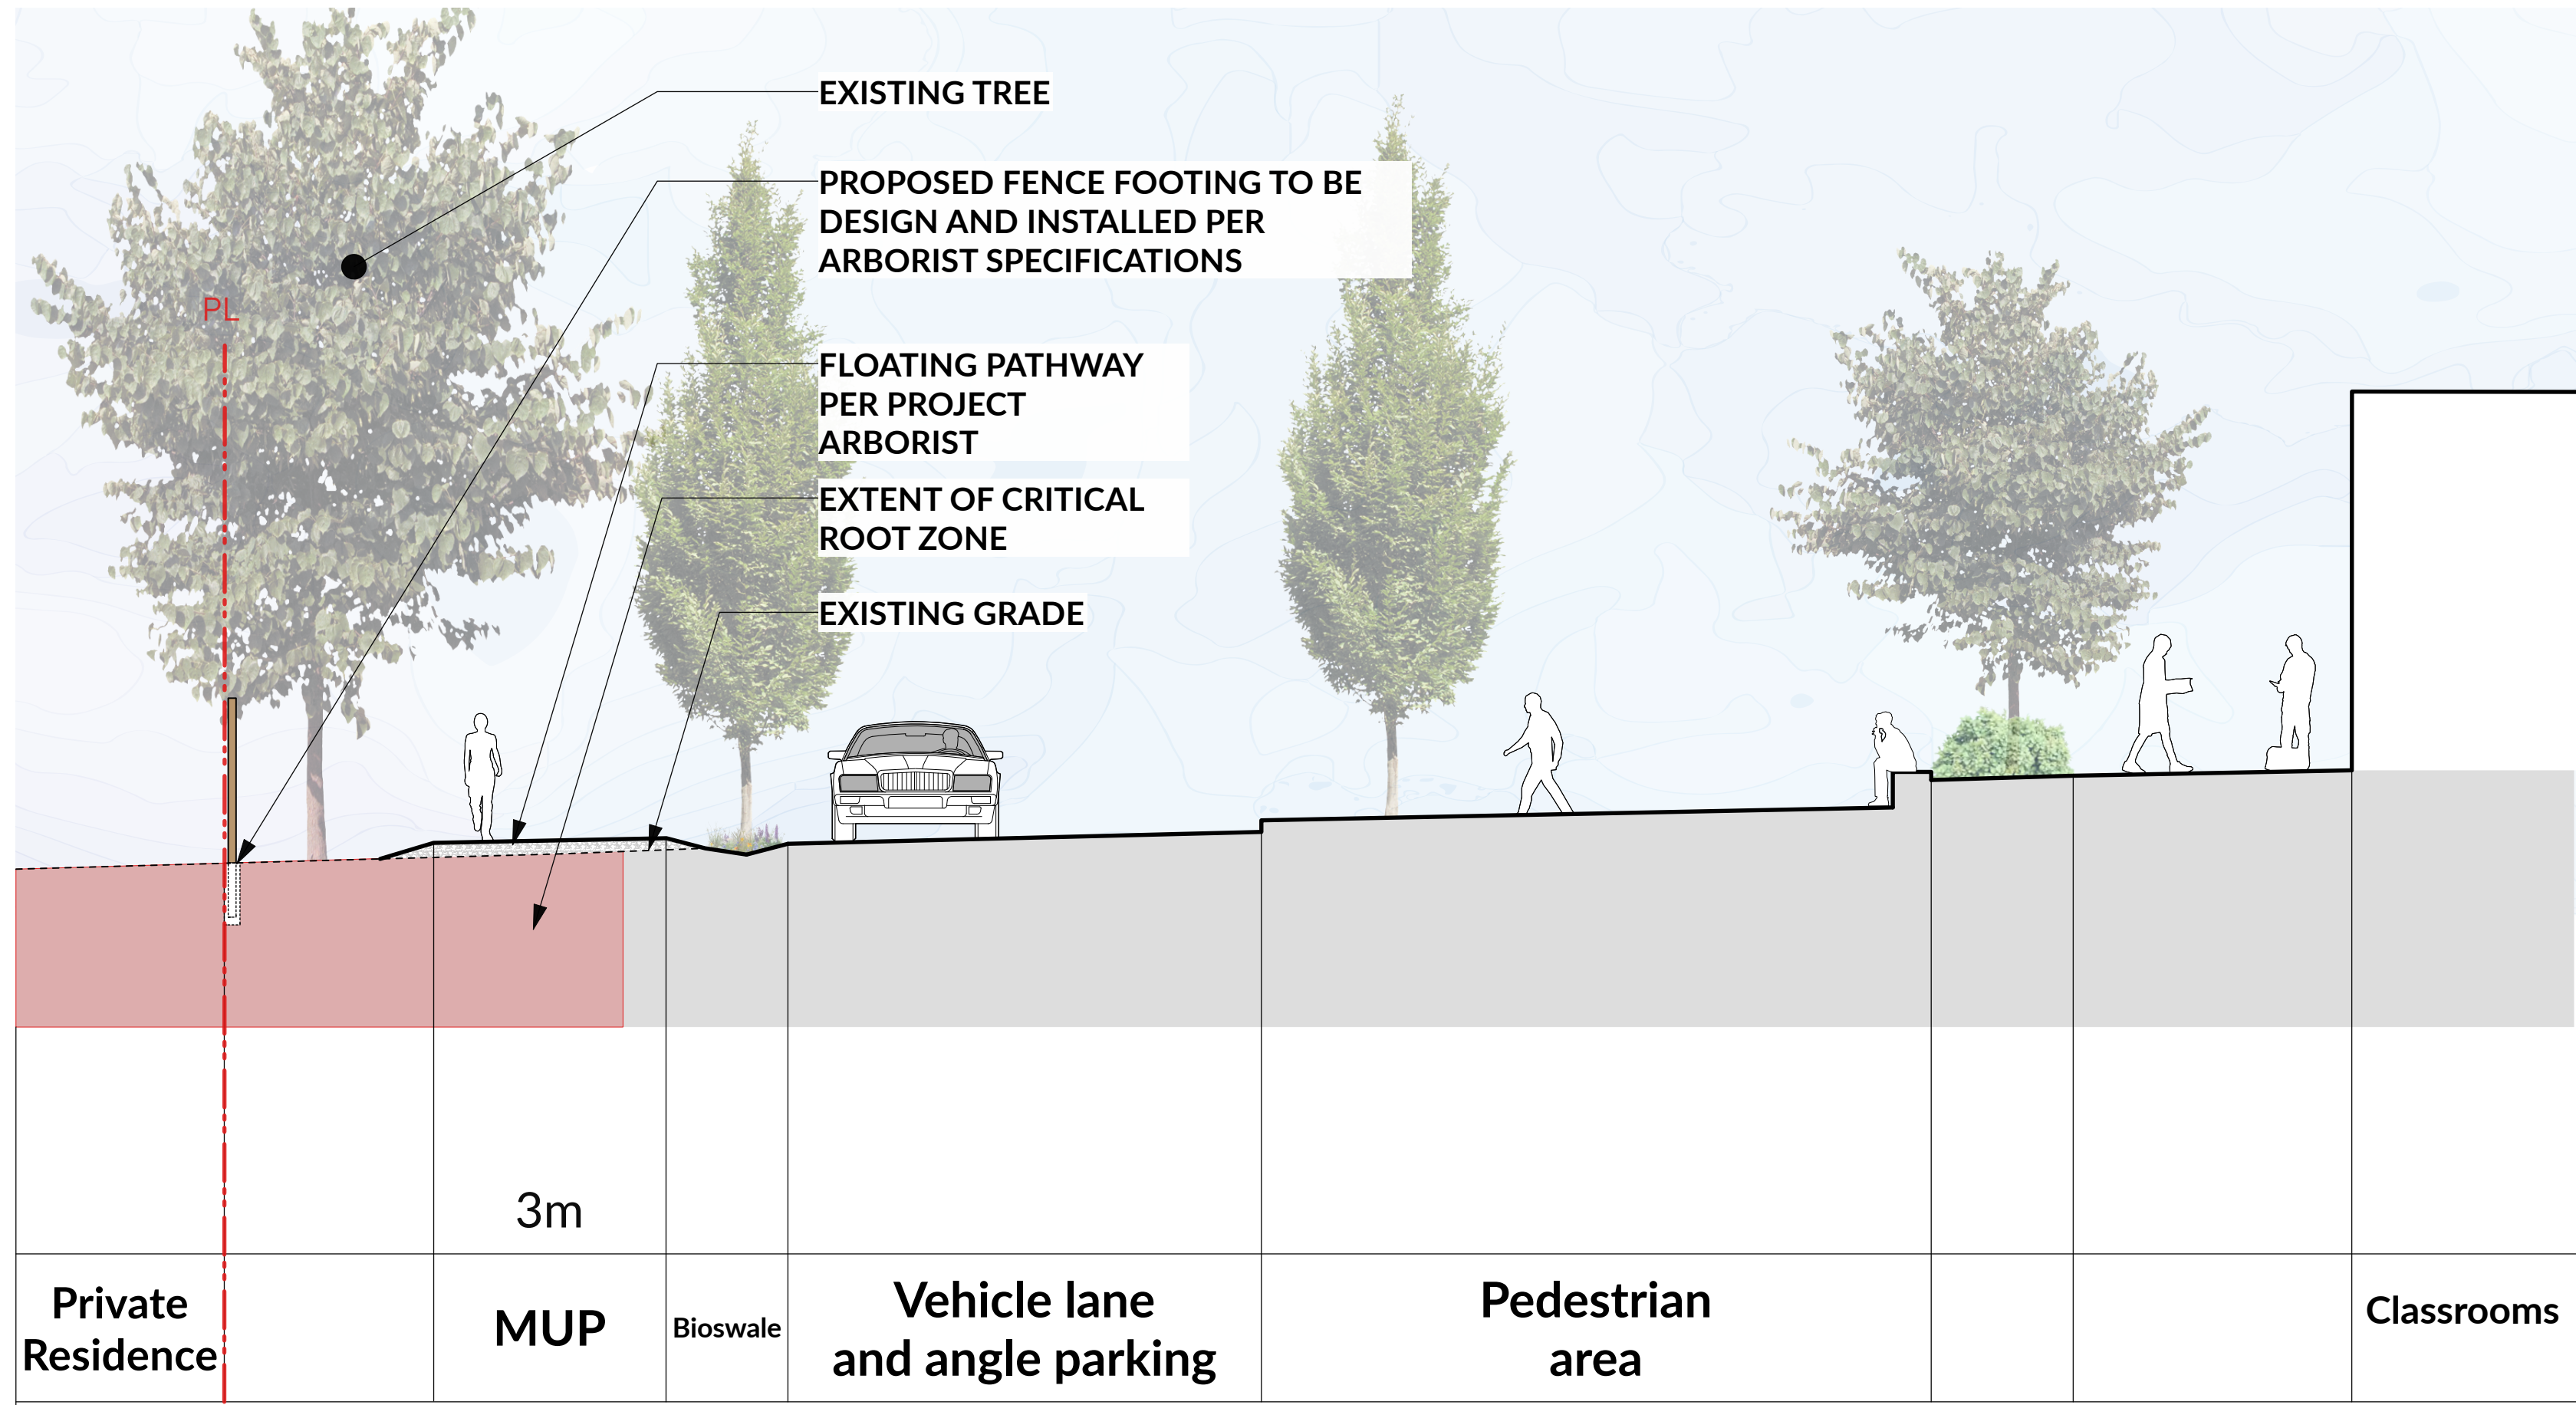 EXISTING TREE
PROPOSED FENCE FOOTING TO BE
DESIGN AND INSTALLED PER
ARBORIST SPECIFICATIONS
PL
FLOATING PATHWAY
PER PROJECT
ARBORIST
EXTENT OF CRITICAL
ROOT ZONE
EXISTING GRADE
3m
Private
Residence
MUP
Bioswale
Vehicle lane
and angle parking
Pedestrian
area
Classrooms